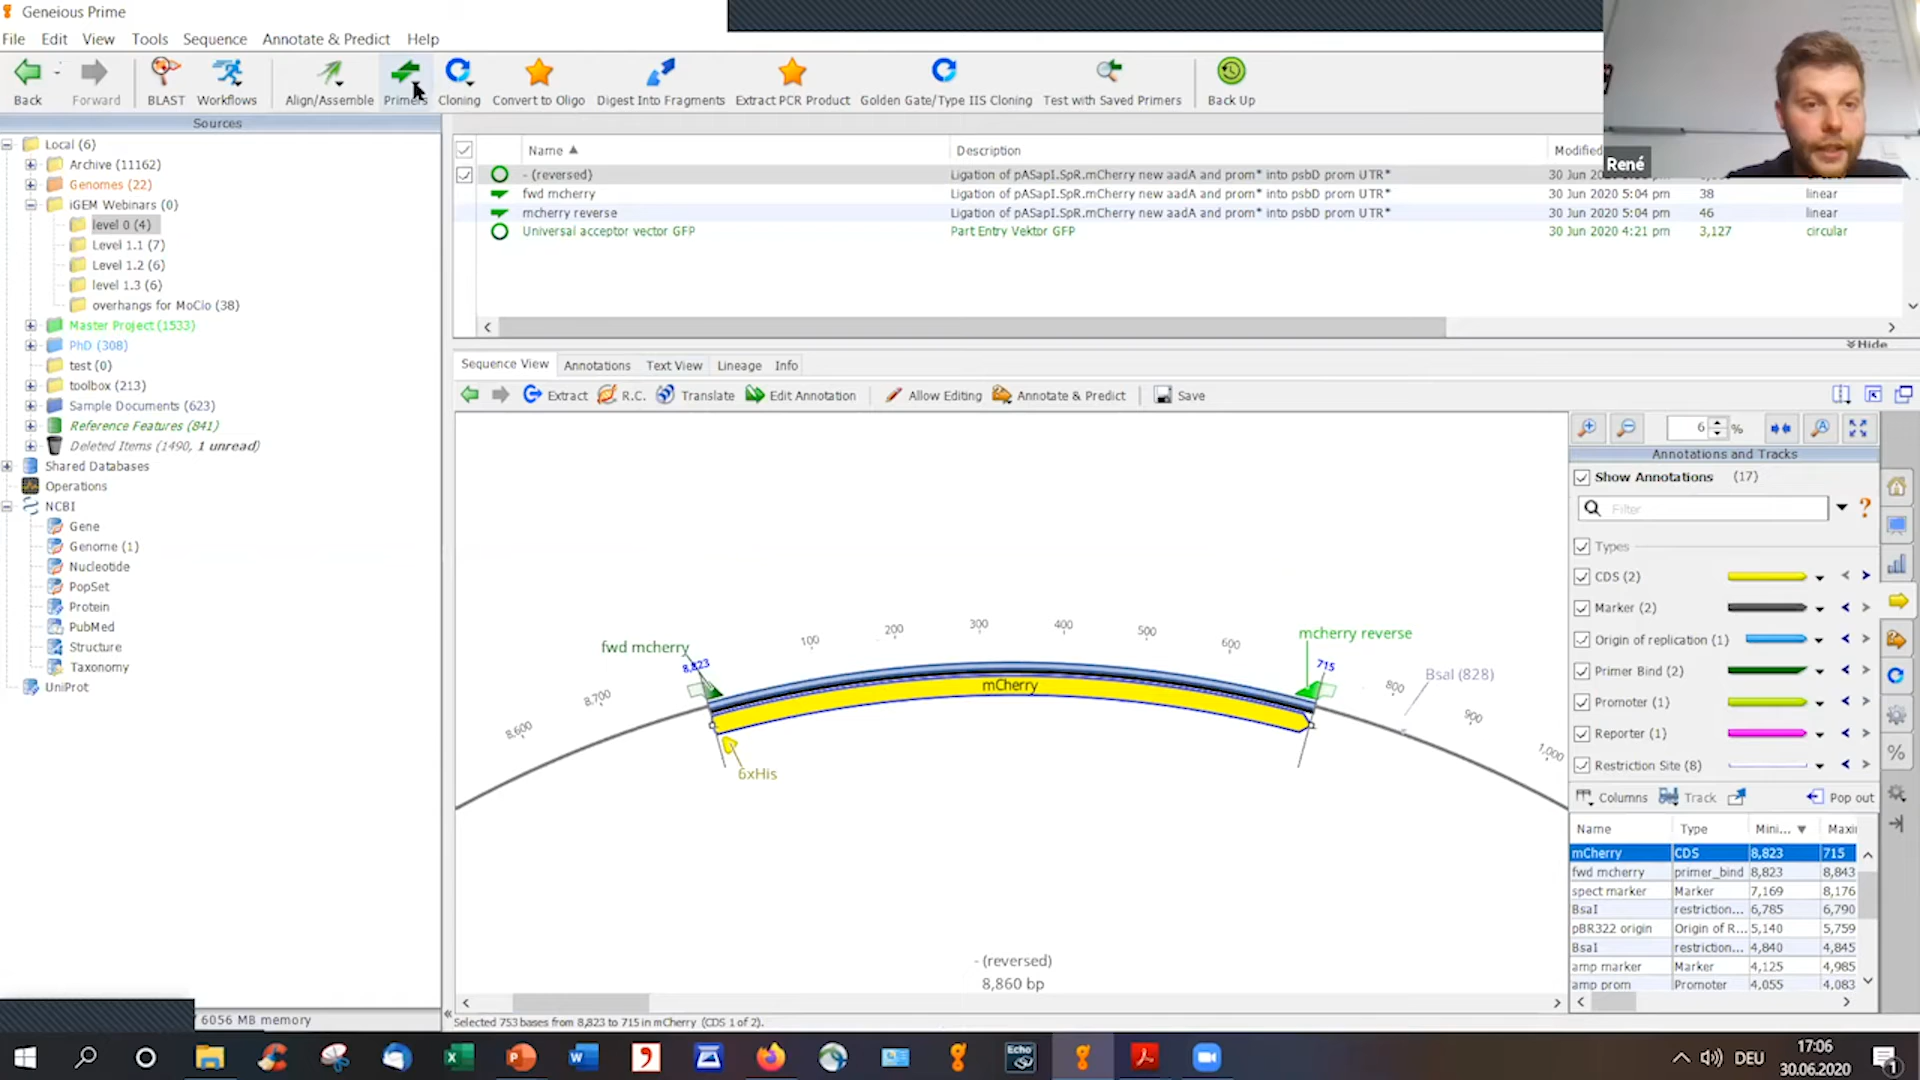 Geneious Prime
File Edit View Tools Sequence Annotate & Predict Help
Back Forward BLAST Workflows Align/Assemble Primers Cloning Convert to Oligo Digest Into Fragments Extract PCR Product Golden Gate/Type IIS Cloning Test with Saved Primers Back Up
René
Sources
Local (6)
Archive (11162)
Genomes (22)
iGEM Webinars (0)
level 0 (4)
Level 1.1 (7)
Level 1.2 (6)
level 1.3 (6)
overhangs for MoClo (38)
Master Project (1533)
PhD (308)
test (0)
toolbox (213)
Sample Documents (623)
Reference Features (841)
Deleted Items (1490, 1 unread)
Shared Databases
Operations
NCBI
Gene
Genome (1)
Nucleotide
PopSet
Protein
PubMed
Structure
Taxonomy
UniProt
/ 6056 MB memory
Name Description Modified
- (reversed) Ligation of pASapI.SpR.mCherry new aadA and prom* into psbD prom UTR* 30 Jun 2020 5:04 pm
fwd mcherry Ligation of pASapI.SpR.mCherry new aadA and prom* into psbD prom UTR* 30 Jun 2020 5:04 pm 38 linear
mcherry reverse Ligation of pASapI.SpR.mCherry new aadA and prom* into psbD prom UTR* 30 Jun 2020 5:04 pm 46 linear
Universal acceptor vector GFP Part Entry Vektor GFP 30 Jun 2020 4:21 pm 3,127 circular
Hide
Sequence View Annotations Text View Lineage Info
Extract R.C. Translate Edit Annotation Allow Editing Annotate & Predict Save
8,600 8,700 100 200 300 400 500 600 800 900 1,000
fwd mcherry
8,823
mCherry
6xHis
mcherry reverse
715
BsaI (828)
- (reversed)
8,860 bp
Selected 753 bases from 8,823 to 715 in mCherry (CDS 1 of 2).
6 %
Annotations and Tracks
Show Annotations (17)
Filter
?
Types
CDS (2)
Marker (2)
Origin of replication (1)
Primer Bind (2)
Promoter (1)
Reporter (1)
Restriction Site (8)
Columns Track Pop out
Name Type Mini...
mCherry CDS 8,823 715
fwd mcherry primer_bind 8,823 8,843
spect marker Marker 7,169 8,176
BsaI restriction... 6,785 6,790
pBR322 origin Origin of R... 5,140 5,759
BsaI restriction... 4,840 4,845
amp marker Marker 4,125 4,985
amp prom Promoter 4,055 4,083
Echo
DEU
17:06
30.06.2020
1